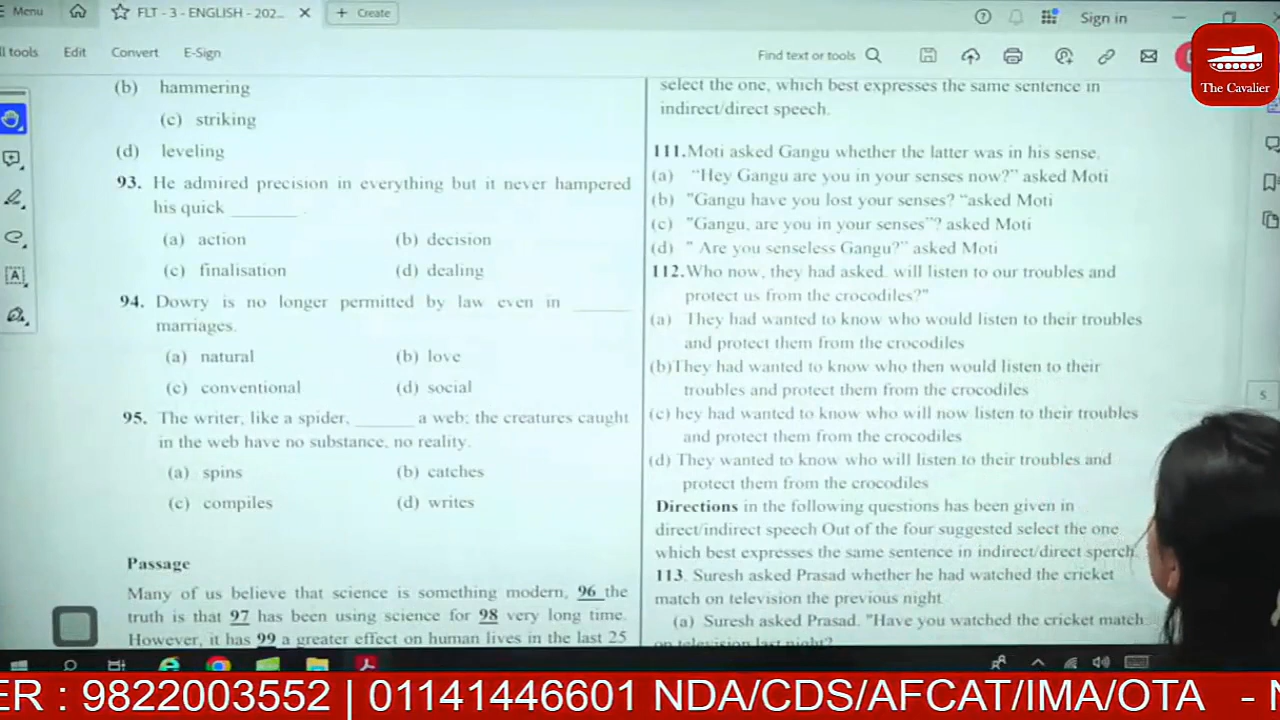 Menu
FLT - 3 - ENGLISH - 202...
Create
Sign in
ll tools
Edit
Convert
E-Sign
Find text or tools
The Cavalier
(b) hammering
(c) striking
(d) leveling
93. He admired precision in everything but it never hampered
his quick ______ .
(a) action (b) decision
(c) finalisation (d) dealing
94. Dowry is no longer permitted by law even in ______
marriages.
(a) natural (b) love
(c) conventional (d) social
95. The writer, like a spider, ______ a web; the creatures caught
in the web have no substance, no reality.
(a) spins (b) catches
(c) compiles (d) writes
Passage
Many of us believe that science is something modern, 96 the
truth is that 97 has been using science for 98 very long time.
However, it has 99 a greater effect on human lives in the last 25
select the one, which best expresses the same sentence in
indirect/direct speech.
111.Moti asked Gangu whether the latter was in his sense.
(a) “Hey Gangu are you in your senses now?” asked Moti
(b) "Gangu have you lost your senses? “asked Moti
(c) "Gangu, are you in your senses”? asked Moti
(d) " Are you senseless Gangu?” asked Moti
112.Who now, they had asked. will listen to our troubles and
protect us from the crocodiles?"
(a) They had wanted to know who would listen to their troubles
and protect them from the crocodiles
(b)They had wanted to know who then would listen to their
troubles and protect them from the crocodiles
(c) hey had wanted to know who will now listen to their troubles
and protect them from the crocodiles
(d) They wanted to know who will listen to their troubles and
protect them from the crocodiles
Directions in the following questions has been given in
direct/indirect speech Out of the four suggested select the one
which best expresses the same sentence in indirect/direct sperch.
113. Suresh asked Prasad whether he had watched the cricket
match on television the previous night
(a) Suresh asked Prasad. "Have you watched the cricket match
on television last night?
5
ER : 9822003552 | 01141446601 NDA/CDS/AFCAT/IMA/OTA - N